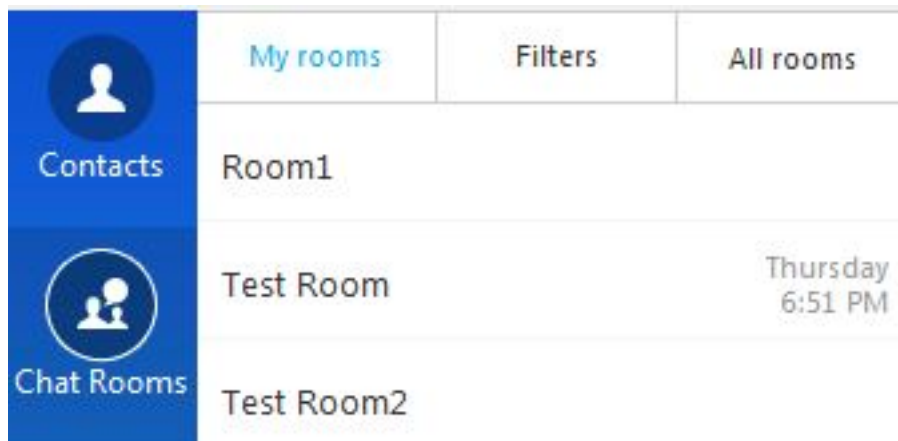 My rooms
Filters
All rooms
Contacts
Room1
Test Room
Thursday
6:51 PM
Chat Rooms
Test Room2